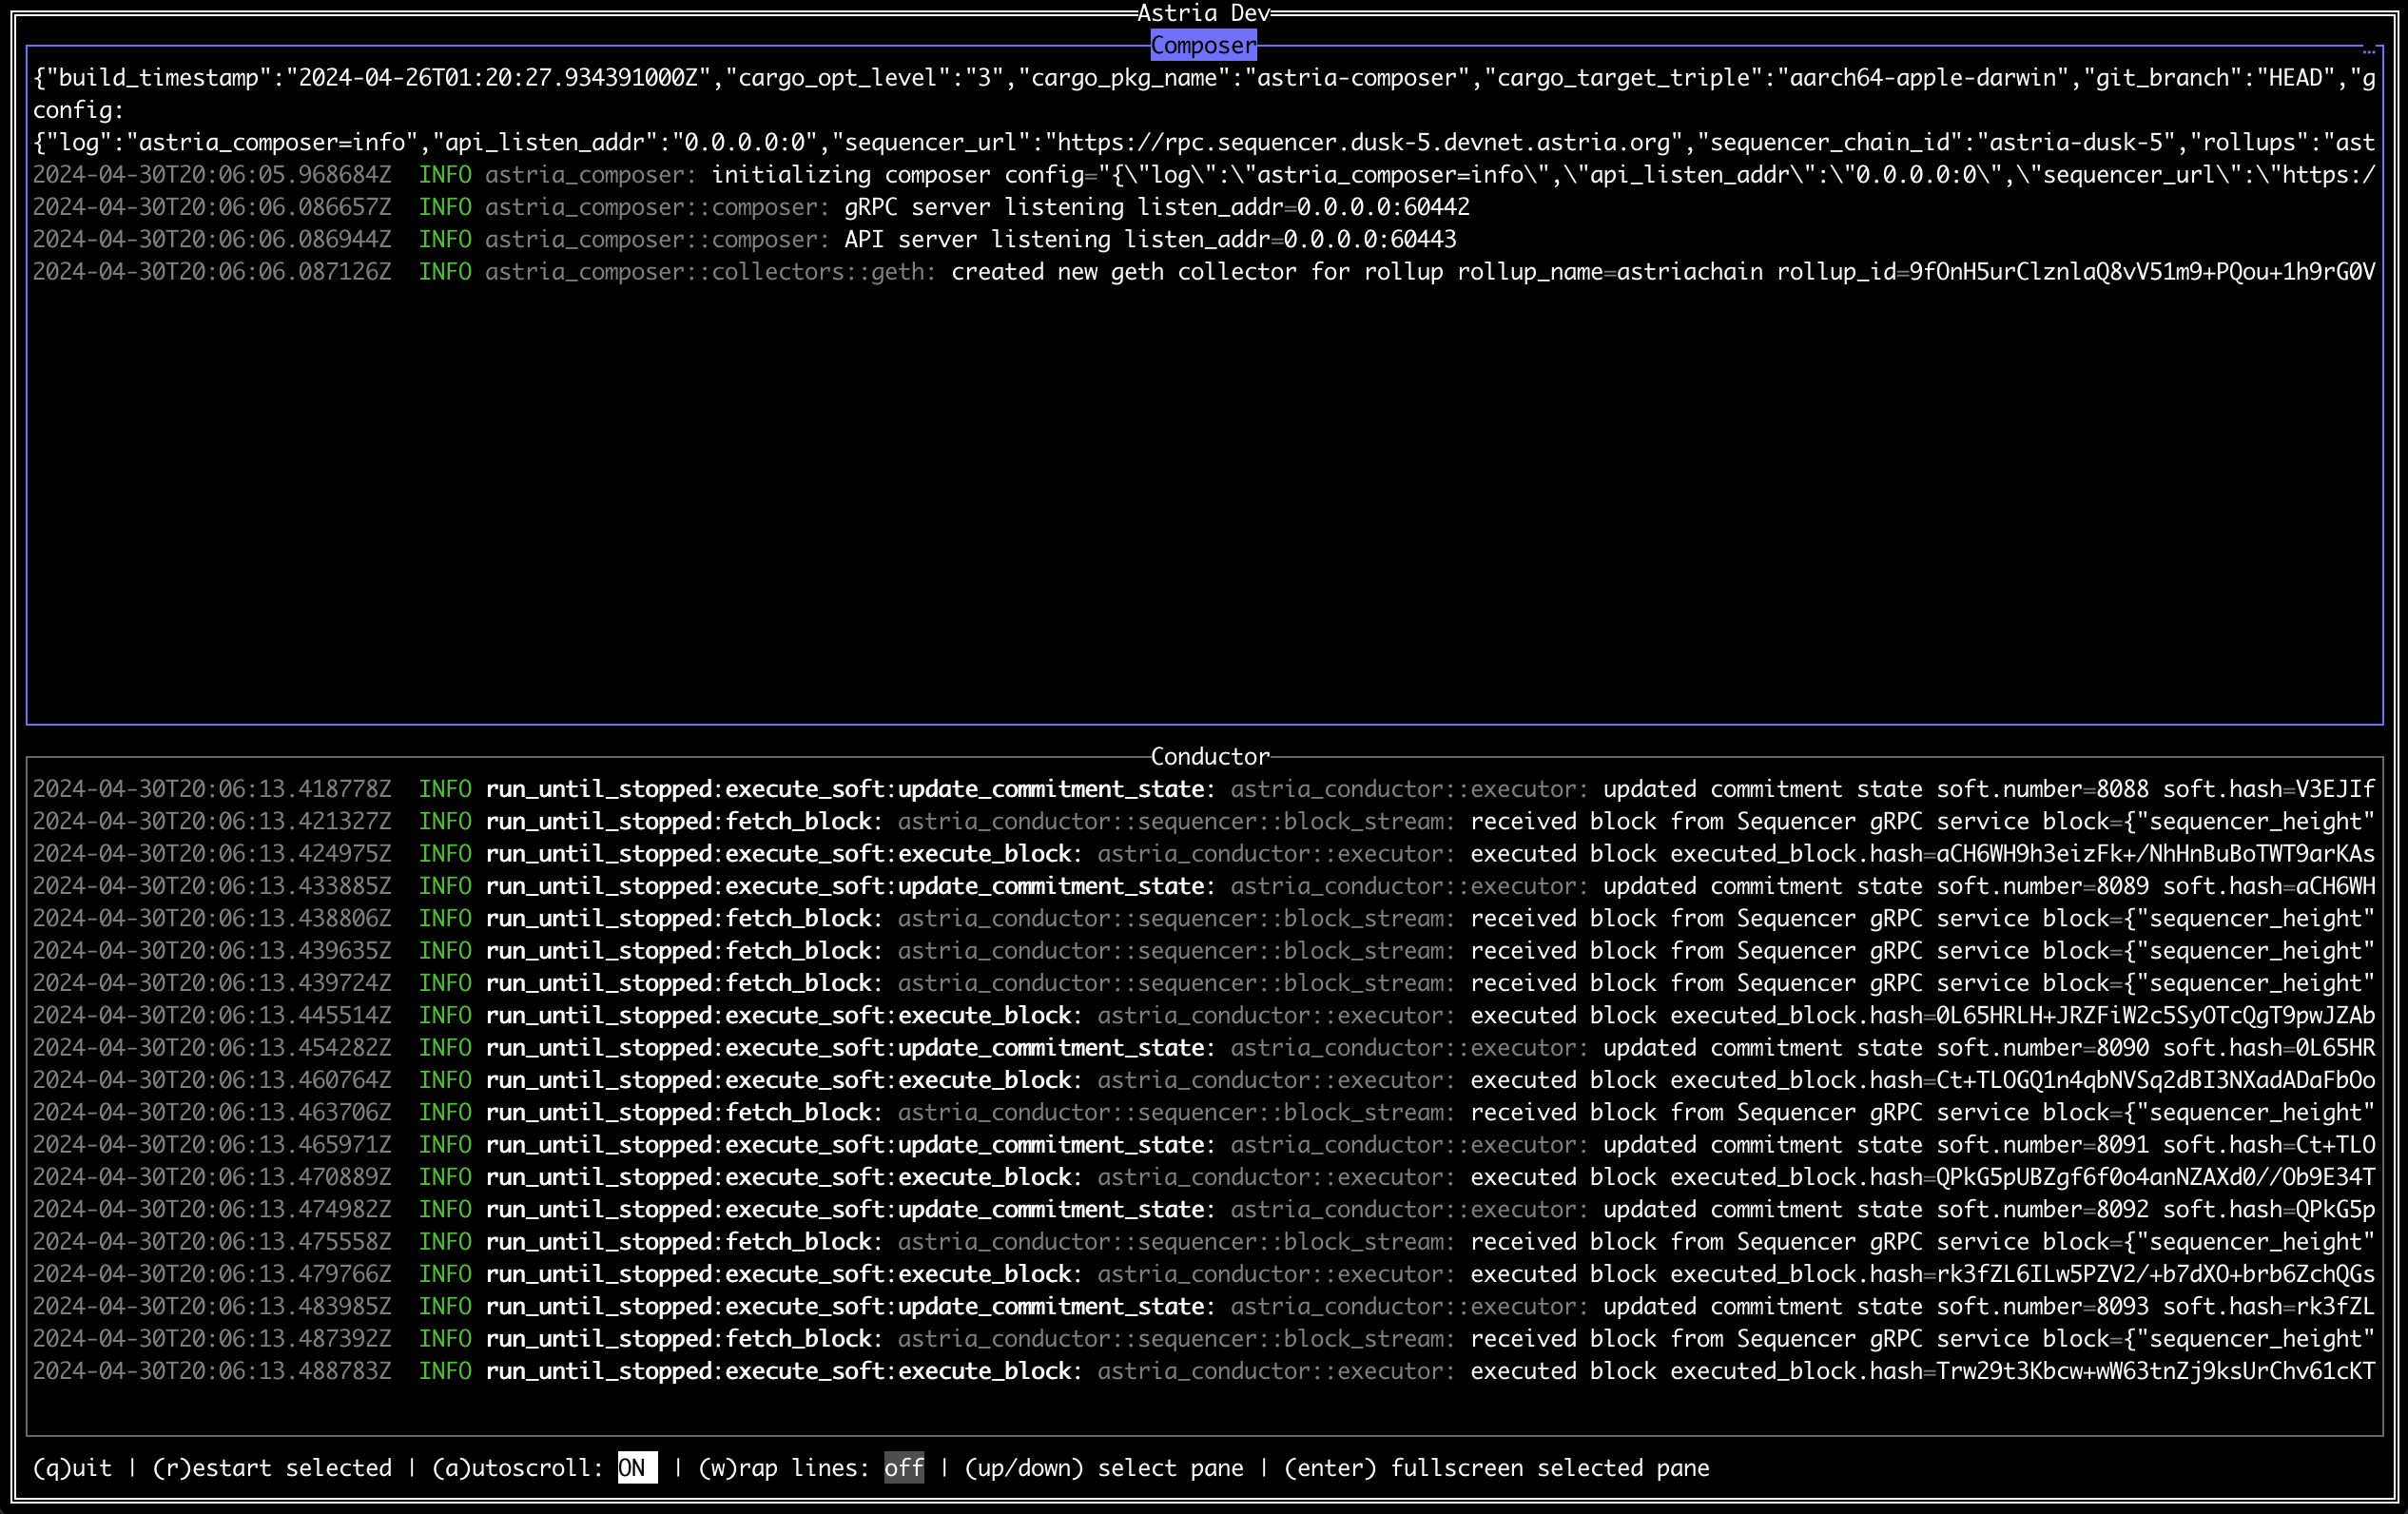 Astria Dev
Composer …
{"build_timestamp":"2024-04-26T01:20:27.934391000Z","cargo_opt_level":"3","cargo_pkg_name":"astria-composer","cargo_target_triple":"aarch64-apple-darwin","git_branch":"HEAD","g
config:
{"log":"astria_composer=info","api_listen_addr":"0.0.0.0:0","sequencer_url":"https://rpc.sequencer.dusk-5.devnet.astria.org","sequencer_chain_id":"astria-dusk-5","rollups":"ast
2024-04-30T20:06:05.968684Z  INFO astria_composer: initializing composer config="{\"log\":\"astria_composer=info\",\"api_listen_addr\":\"0.0.0.0:0\",\"sequencer_url\":\"https:/
2024-04-30T20:06:06.086657Z  INFO astria_composer::composer: gRPC server listening listen_addr=0.0.0.0:60442
2024-04-30T20:06:06.086944Z  INFO astria_composer::composer: API server listening listen_addr=0.0.0.0:60443
2024-04-30T20:06:06.087126Z  INFO astria_composer::collectors::geth: created new geth collector for rollup rollup_name=astriachain rollup_id=9fOnH5urClznlaQ8vV51m9+PQou+1h9rG0V
Conductor
2024-04-30T20:06:13.418778Z  INFO run_until_stopped:execute_soft:update_commitment_state: astria_conductor::executor: updated commitment state soft.number=8088 soft.hash=V3EJIf
2024-04-30T20:06:13.421327Z  INFO run_until_stopped:fetch_block: astria_conductor::sequencer::block_stream: received block from Sequencer gRPC service block={"sequencer_height"
2024-04-30T20:06:13.424975Z  INFO run_until_stopped:execute_soft:execute_block: astria_conductor::executor: executed block executed_block.hash=aCH6WH9h3eizFk+/NhHnBuBoTWT9arKAs
2024-04-30T20:06:13.433885Z  INFO run_until_stopped:execute_soft:update_commitment_state: astria_conductor::executor: updated commitment state soft.number=8089 soft.hash=aCH6WH
2024-04-30T20:06:13.438806Z  INFO run_until_stopped:fetch_block: astria_conductor::sequencer::block_stream: received block from Sequencer gRPC service block={"sequencer_height"
2024-04-30T20:06:13.439635Z  INFO run_until_stopped:fetch_block: astria_conductor::sequencer::block_stream: received block from Sequencer gRPC service block={"sequencer_height"
2024-04-30T20:06:13.439724Z  INFO run_until_stopped:fetch_block: astria_conductor::sequencer::block_stream: received block from Sequencer gRPC service block={"sequencer_height"
2024-04-30T20:06:13.445514Z  INFO run_until_stopped:execute_soft:execute_block: astria_conductor::executor: executed block executed_block.hash=0L65HRLH+JRZFiW2c5SyOTcQgT9pwJZAb
2024-04-30T20:06:13.454282Z  INFO run_until_stopped:execute_soft:update_commitment_state: astria_conductor::executor: updated commitment state soft.number=8090 soft.hash=0L65HR
2024-04-30T20:06:13.460764Z  INFO run_until_stopped:execute_soft:execute_block: astria_conductor::executor: executed block executed_block.hash=Ct+TLOGQ1n4qbNVSq2dBI3NXadADaFbOo
2024-04-30T20:06:13.463706Z  INFO run_until_stopped:fetch_block: astria_conductor::sequencer::block_stream: received block from Sequencer gRPC service block={"sequencer_height"
2024-04-30T20:06:13.465971Z  INFO run_until_stopped:execute_soft:update_commitment_state: astria_conductor::executor: updated commitment state soft.number=8091 soft.hash=Ct+TLO
2024-04-30T20:06:13.470889Z  INFO run_until_stopped:execute_soft:execute_block: astria_conductor::executor: executed block executed_block.hash=QPkG5pUBZgf6f0o4anNZAXd0//Ob9E34T
2024-04-30T20:06:13.474982Z  INFO run_until_stopped:execute_soft:update_commitment_state: astria_conductor::executor: updated commitment state soft.number=8092 soft.hash=QPkG5p
2024-04-30T20:06:13.475558Z  INFO run_until_stopped:fetch_block: astria_conductor::sequencer::block_stream: received block from Sequencer gRPC service block={"sequencer_height"
2024-04-30T20:06:13.479766Z  INFO run_until_stopped:execute_soft:execute_block: astria_conductor::executor: executed block executed_block.hash=rk3fZL6ILw5PZV2/+b7dXO+brb6ZchQGs
2024-04-30T20:06:13.483985Z  INFO run_until_stopped:execute_soft:update_commitment_state: astria_conductor::executor: updated commitment state soft.number=8093 soft.hash=rk3fZL
2024-04-30T20:06:13.487392Z  INFO run_until_stopped:fetch_block: astria_conductor::sequencer::block_stream: received block from Sequencer gRPC service block={"sequencer_height"
2024-04-30T20:06:13.488783Z  INFO run_until_stopped:execute_soft:execute_block: astria_conductor::executor: executed block executed_block.hash=Trw29t3Kbcw+wW63tnZj9ksUrChv61cKT
(q)uit | (r)estart selected | (a)utoscroll: ON | (w)rap lines: off | (up/down) select pane | (enter) fullscreen selected pane